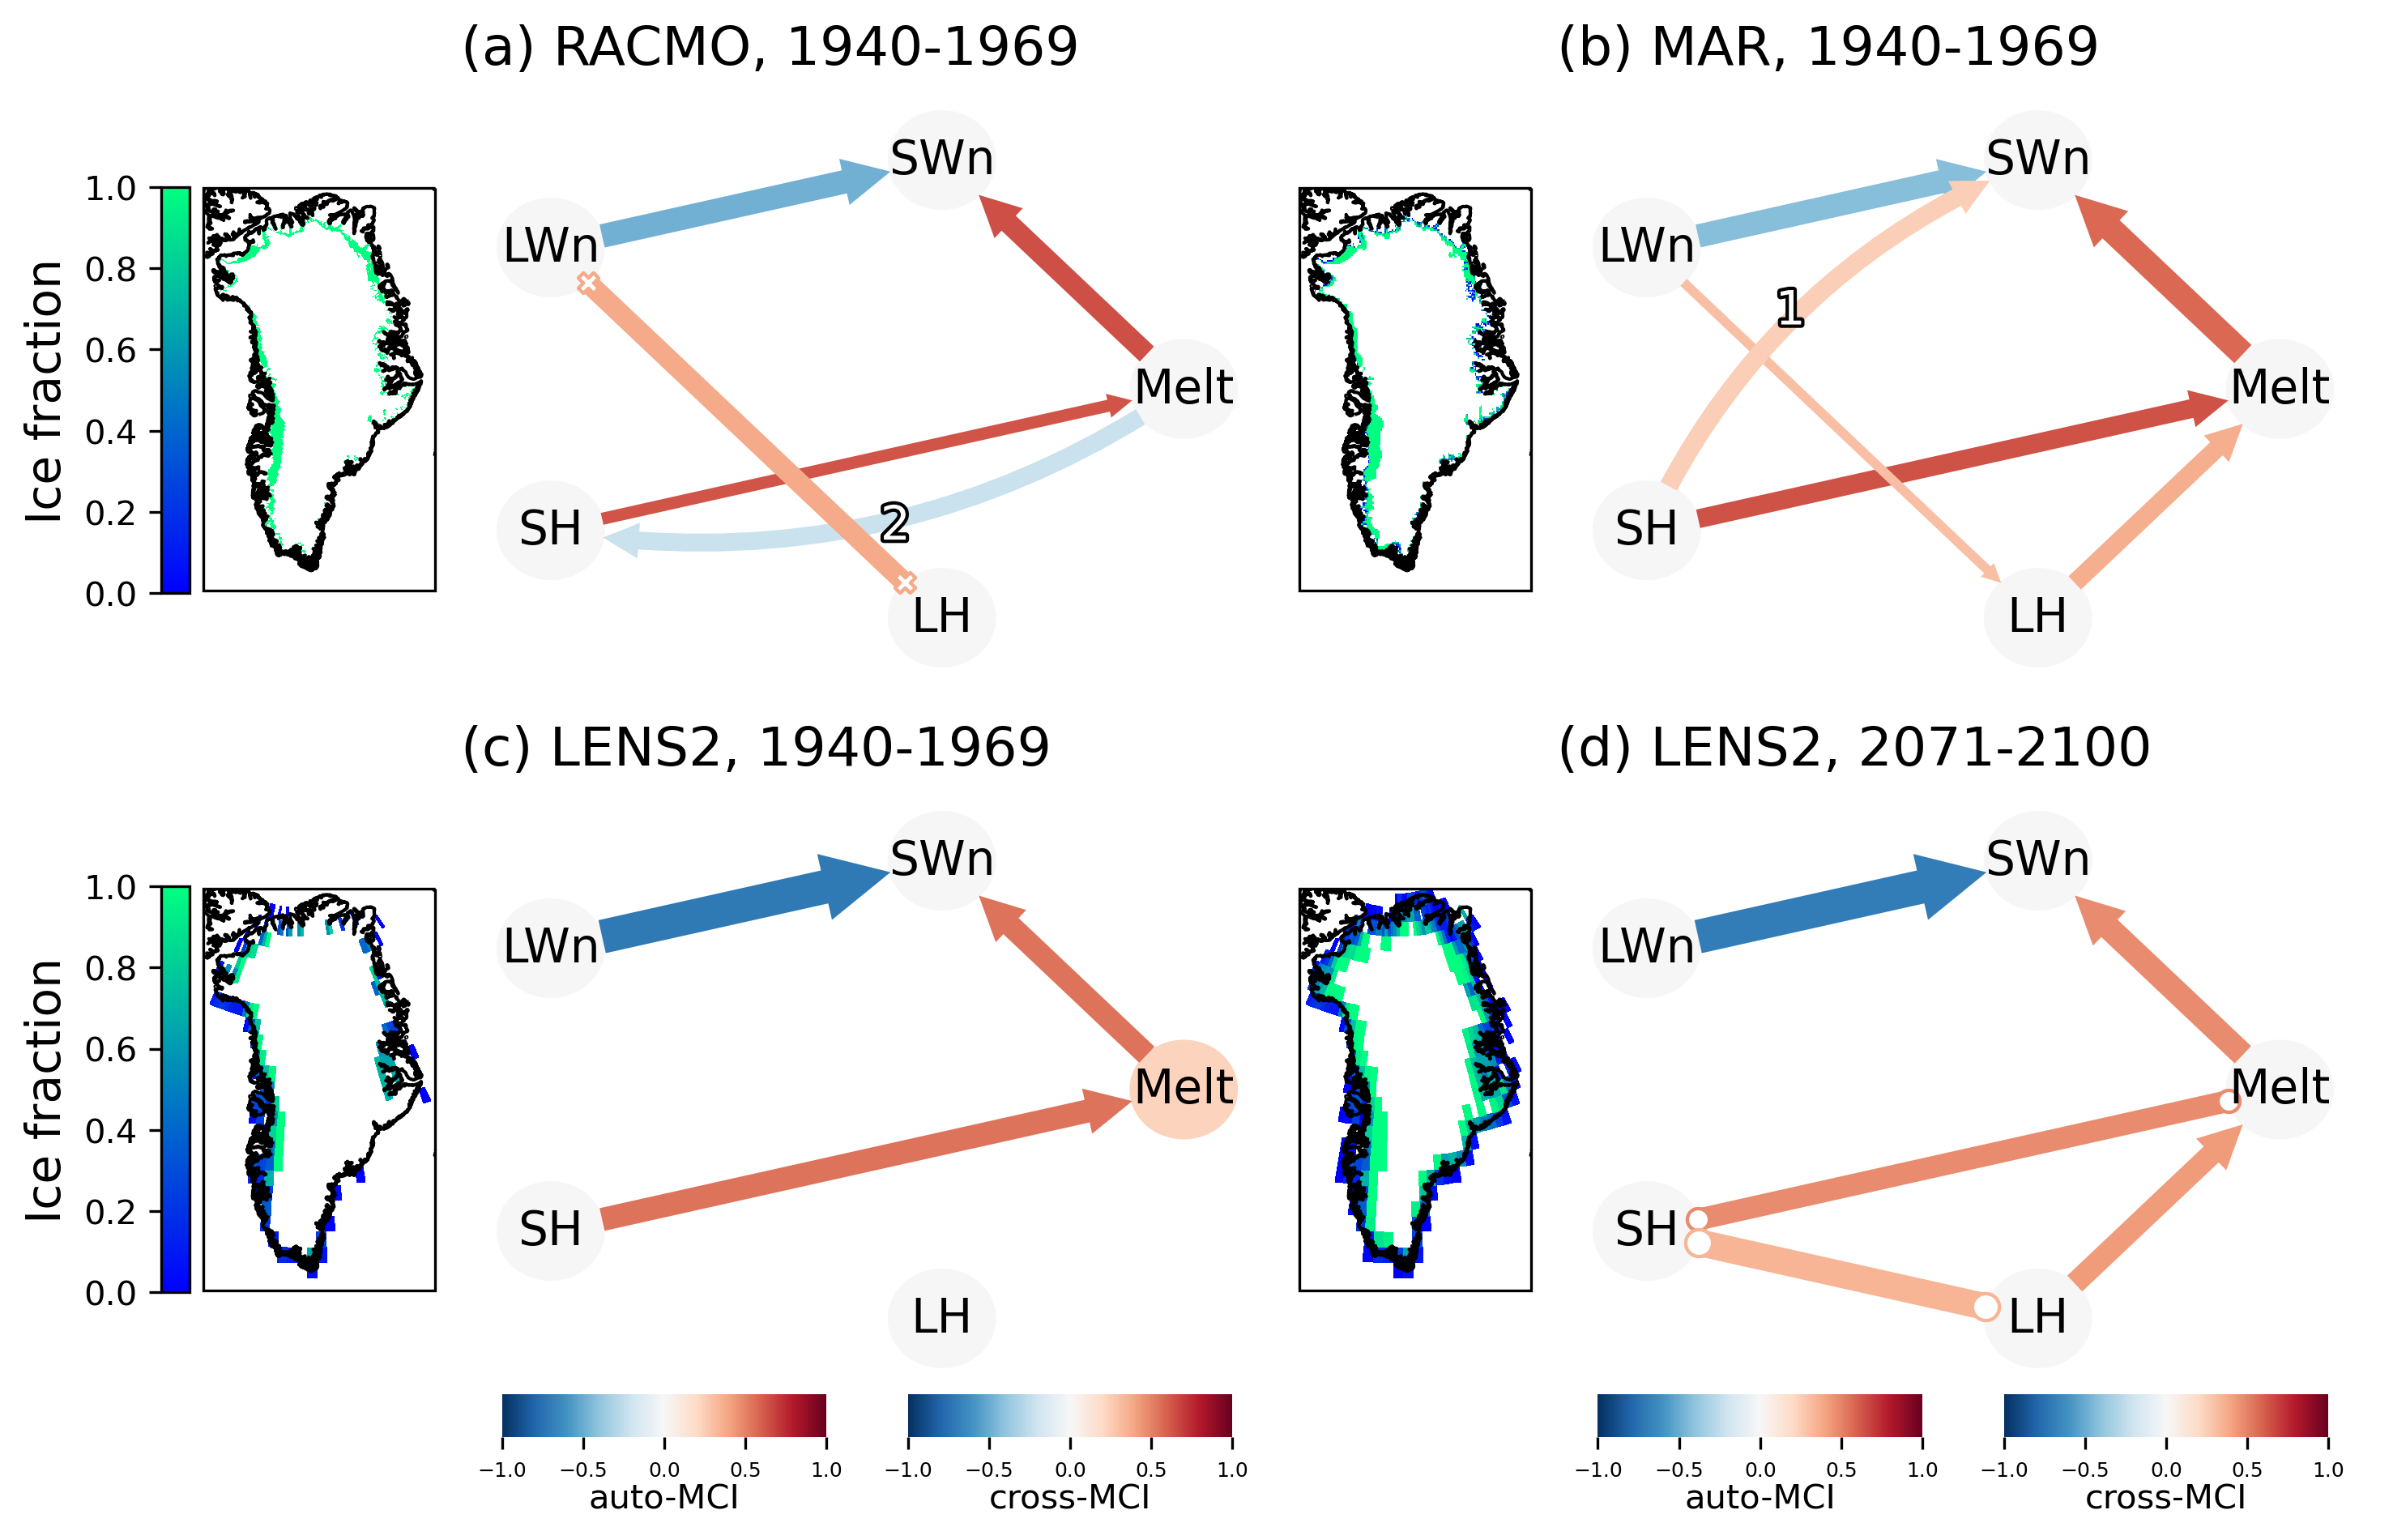 (a) RACMO, 1940-1969
(b) MAR, 1940-1969
Ice fraction
1.0
0.8
0.6
0.4
0.2
0.0
SWn
LWn
Melt
SH
LH
2
SWn
LWn
Melt
SH
LH
1
(c) LENS2, 1940-1969
(d) LENS2, 2071-2100
Ice fraction
1.0
0.8
0.6
0.4
0.2
0.0
SWn
LWn
Melt
SH
LH
SWn
LWn
Melt
SH
LH
−1.0 −0.5 0.0 0.5 1.0
auto-MCI
−1.0 −0.5 0.0 0.5 1.0
cross-MCI
−1.0 −0.5 0.0 0.5 1.0
auto-MCI
−1.0 −0.5 0.0 0.5 1.0
cross-MCI